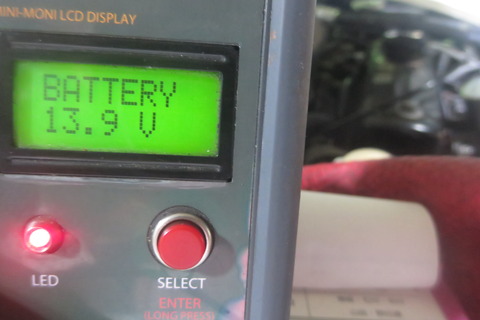 MINI-MONI LCD DISPLAY
BATTERY
13.9 V
LED
SELECT
ENTER
(LONG PRESS)